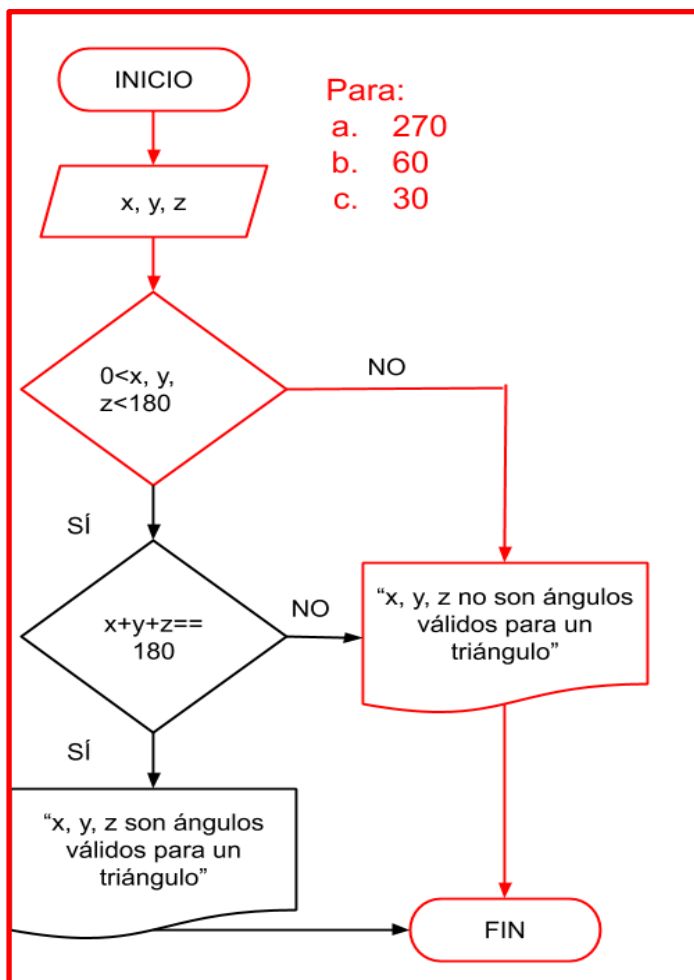 INICIO
Para:
a. 270
b. 60
c. 30
x, y, z
0<x, y,
z<180
NO
SÍ
x+y+z==
180
NO
“x, y, z no son ángulos
válidos para un
triángulo”
SÍ
“x, y, z son ángulos
válidos para un
triángulo”
FIN